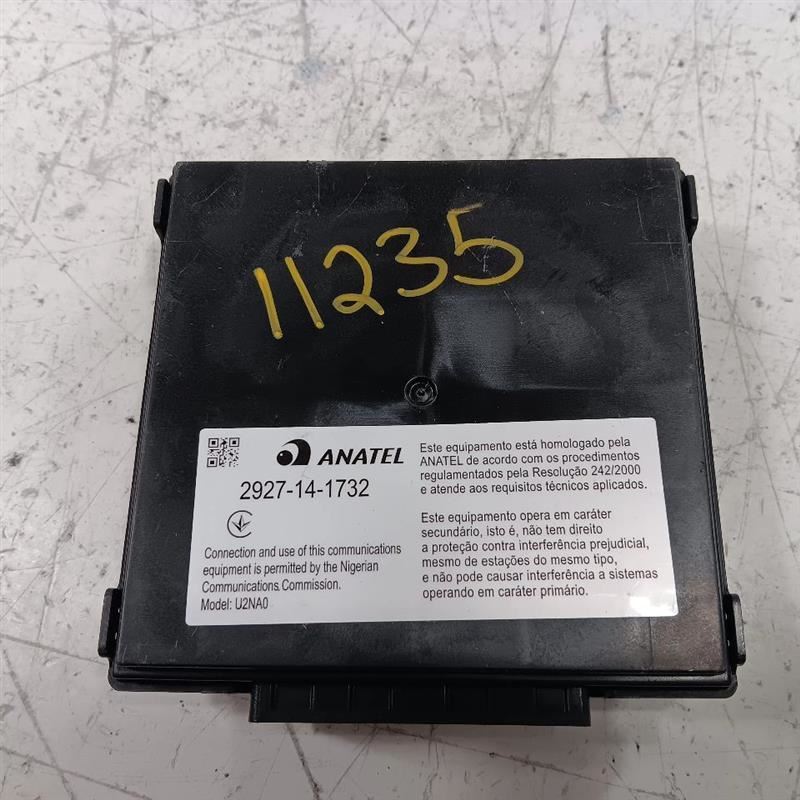 11235
ANATEL
2927-14-1732
Connection and use of this communications
equipment is permitted by the Nigerian
Communications Commission.
Model: U2NA0
Este equipamento está homologado pela
ANATEL de acordo com os procedimentos
regulamentados pela Resolução 242/2000
e atende aos requisitos técnicos aplicados.
Este equipamento opera em caráter
secundário, isto é, não tem direito
a proteção contra interferência prejudicial,
mesmo de estações do mesmo tipo,
e não pode causar interferência a sistemas
operando em caráter primário.